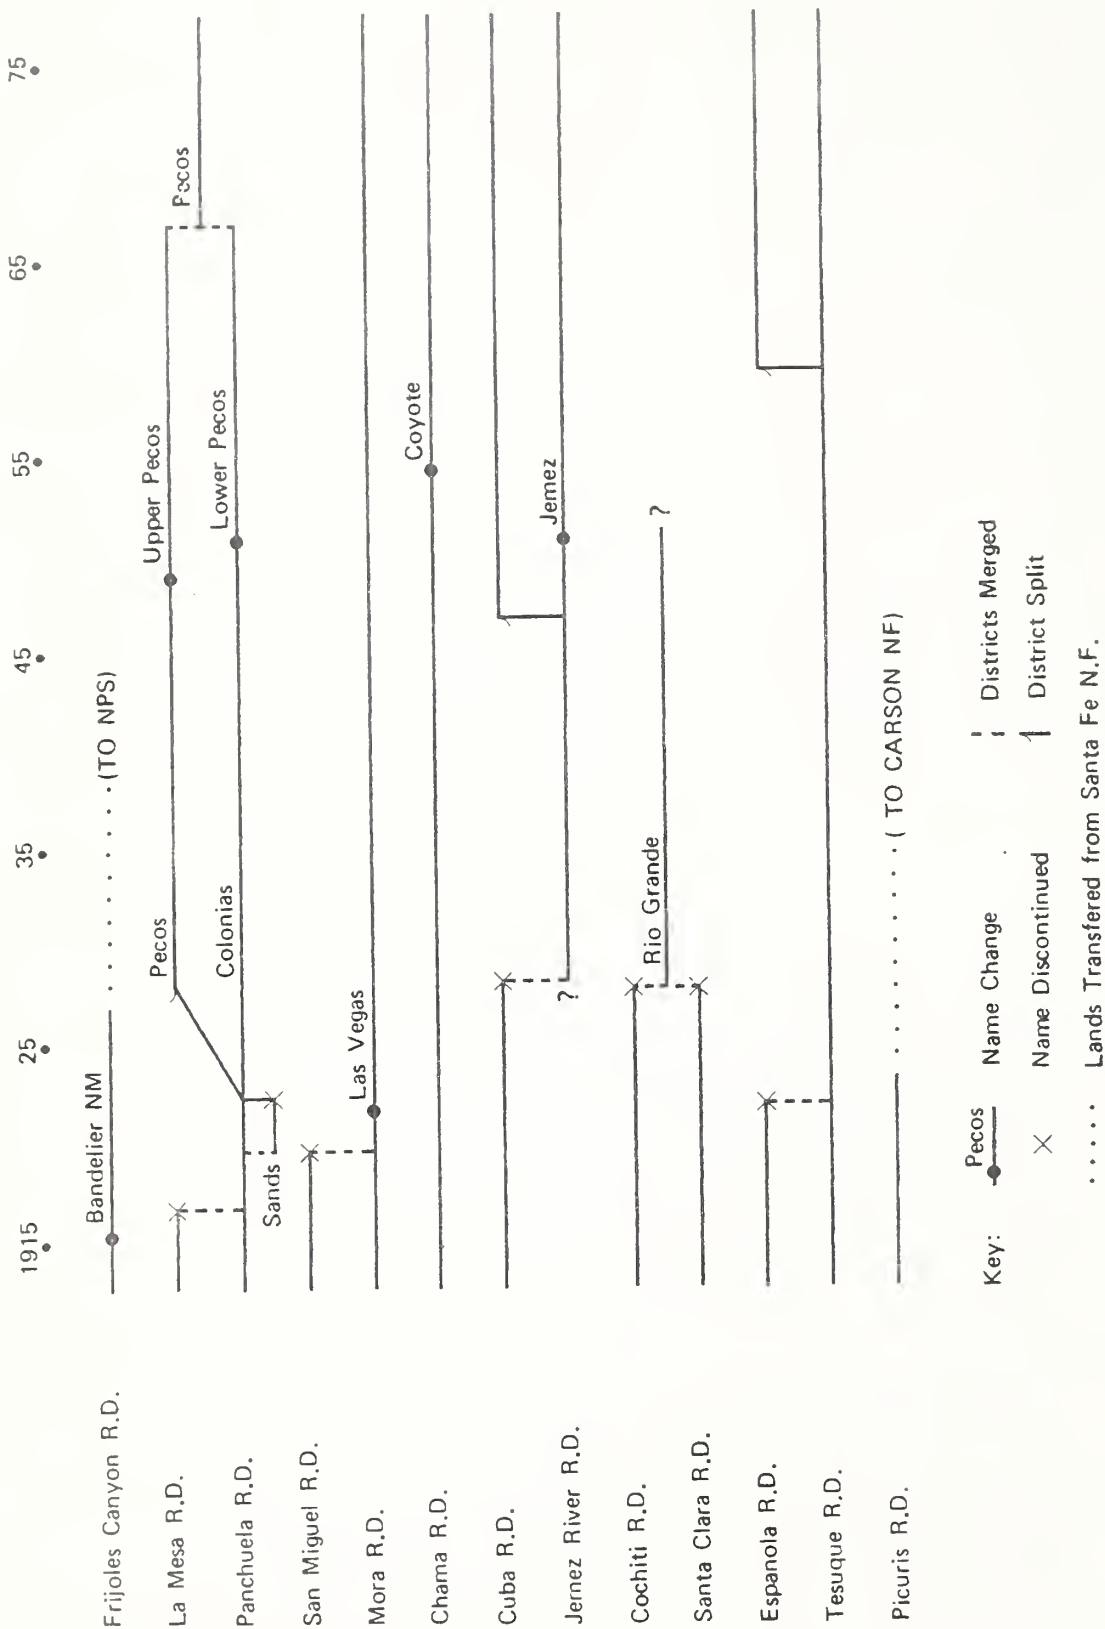 1915
25
35
45
55
65
75
Frijoles Canyon R.D.
Bandelier NM
(TO NPS)
La Mesa R.D.
Pecos
Upper Pecos
Pecos
Panchuela R.D.
Sands
Colonias
Lower Pecos
San Miguel R.D.
Mora R.D.
Las Vegas
Chama R.D.
Coyote
Cuba R.D.
Jemez River R.D.
?
Jemez
Cochiti R.D.
Rio Grande
?
Santa Clara R.D.
Espanola R.D.
Tesuque R.D.
Picuris R.D.
( TO CARSON NF)
Key:
Pecos
Name Change
Districts Merged
Name Discontinued
District Split
Lands Transfered from Santa Fe N.F.